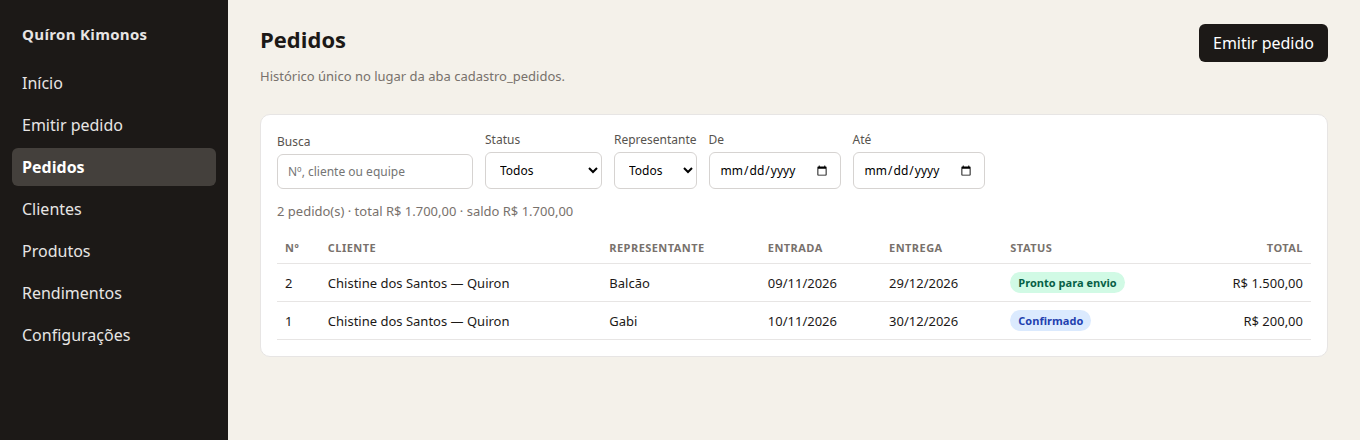 Quíron Kimonos
Início
Emitir pedido
Pedidos
Clientes
Produtos
Rendimentos
Configurações
Pedidos
Emitir pedido
Histórico único no lugar da aba cadastro_pedidos.
Busca
Status
Representante
De
Até
Nº, cliente ou equipe
Todos
Todos
mm/dd/yyyy
mm/dd/yyyy
2 pedido(s) · total R$ 1.700,00 · saldo R$ 1.700,00
Nº CLIENTE REPRESENTANTE ENTRADA ENTREGA STATUS TOTAL
2 Chistine dos Santos — Quiron Balcão 09/11/2026 29/12/2026 Pronto para envio R$ 1.500,00
1 Chistine dos Santos — Quiron Gabi 10/11/2026 30/12/2026 Confirmado R$ 200,00